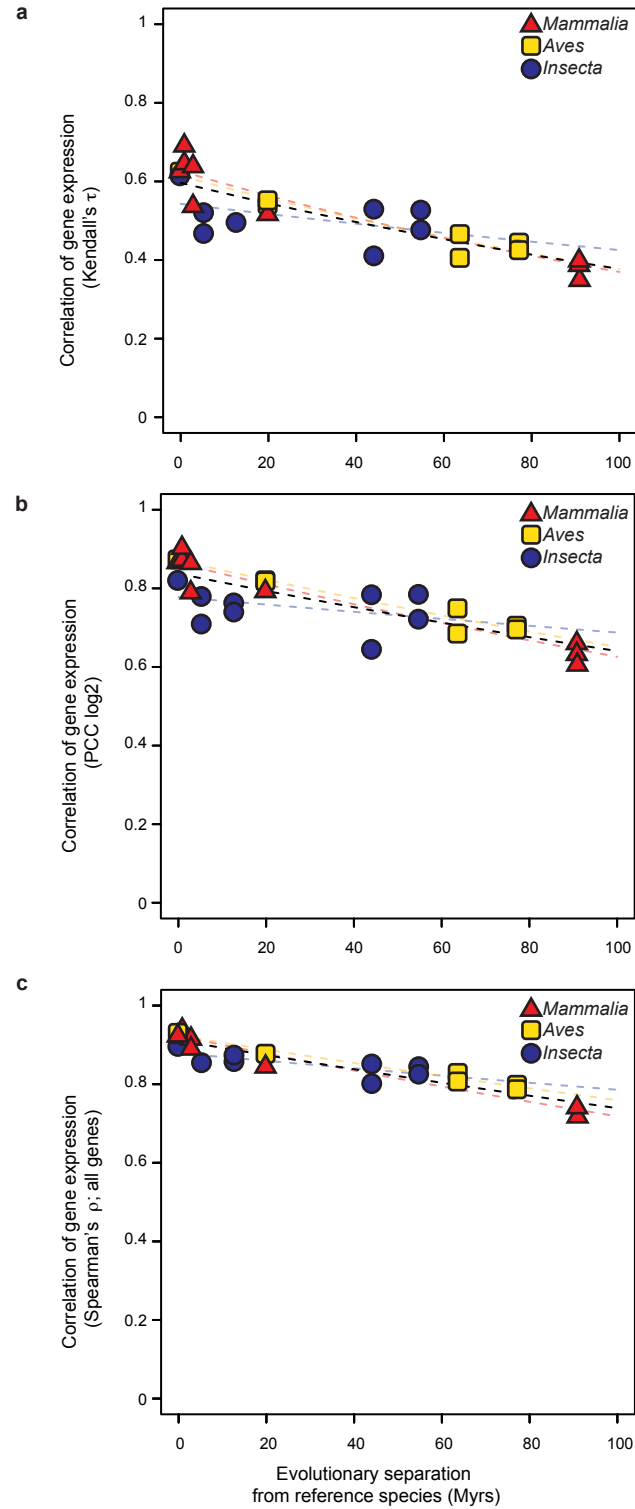 a
Mammalia
Aves
Insecta
1
0.8
0.6
0.4
0.2
0
Correlation of gene expression
(Kendall's τ)
0 20 40 60 80 100
b
Mammalia
Aves
Insecta
1
0.8
0.6
0.4
0.2
0
Correlation of gene expression
(PCC log2)
0 20 40 60 80 100
c
Mammalia
Aves
Insecta
1
0.8
0.6
0.4
0.2
0
Correlation of gene expression
(Spearman's ρ; all genes)
0 20 40 60 80 100
Evolutionary separation
from reference species (Myrs)